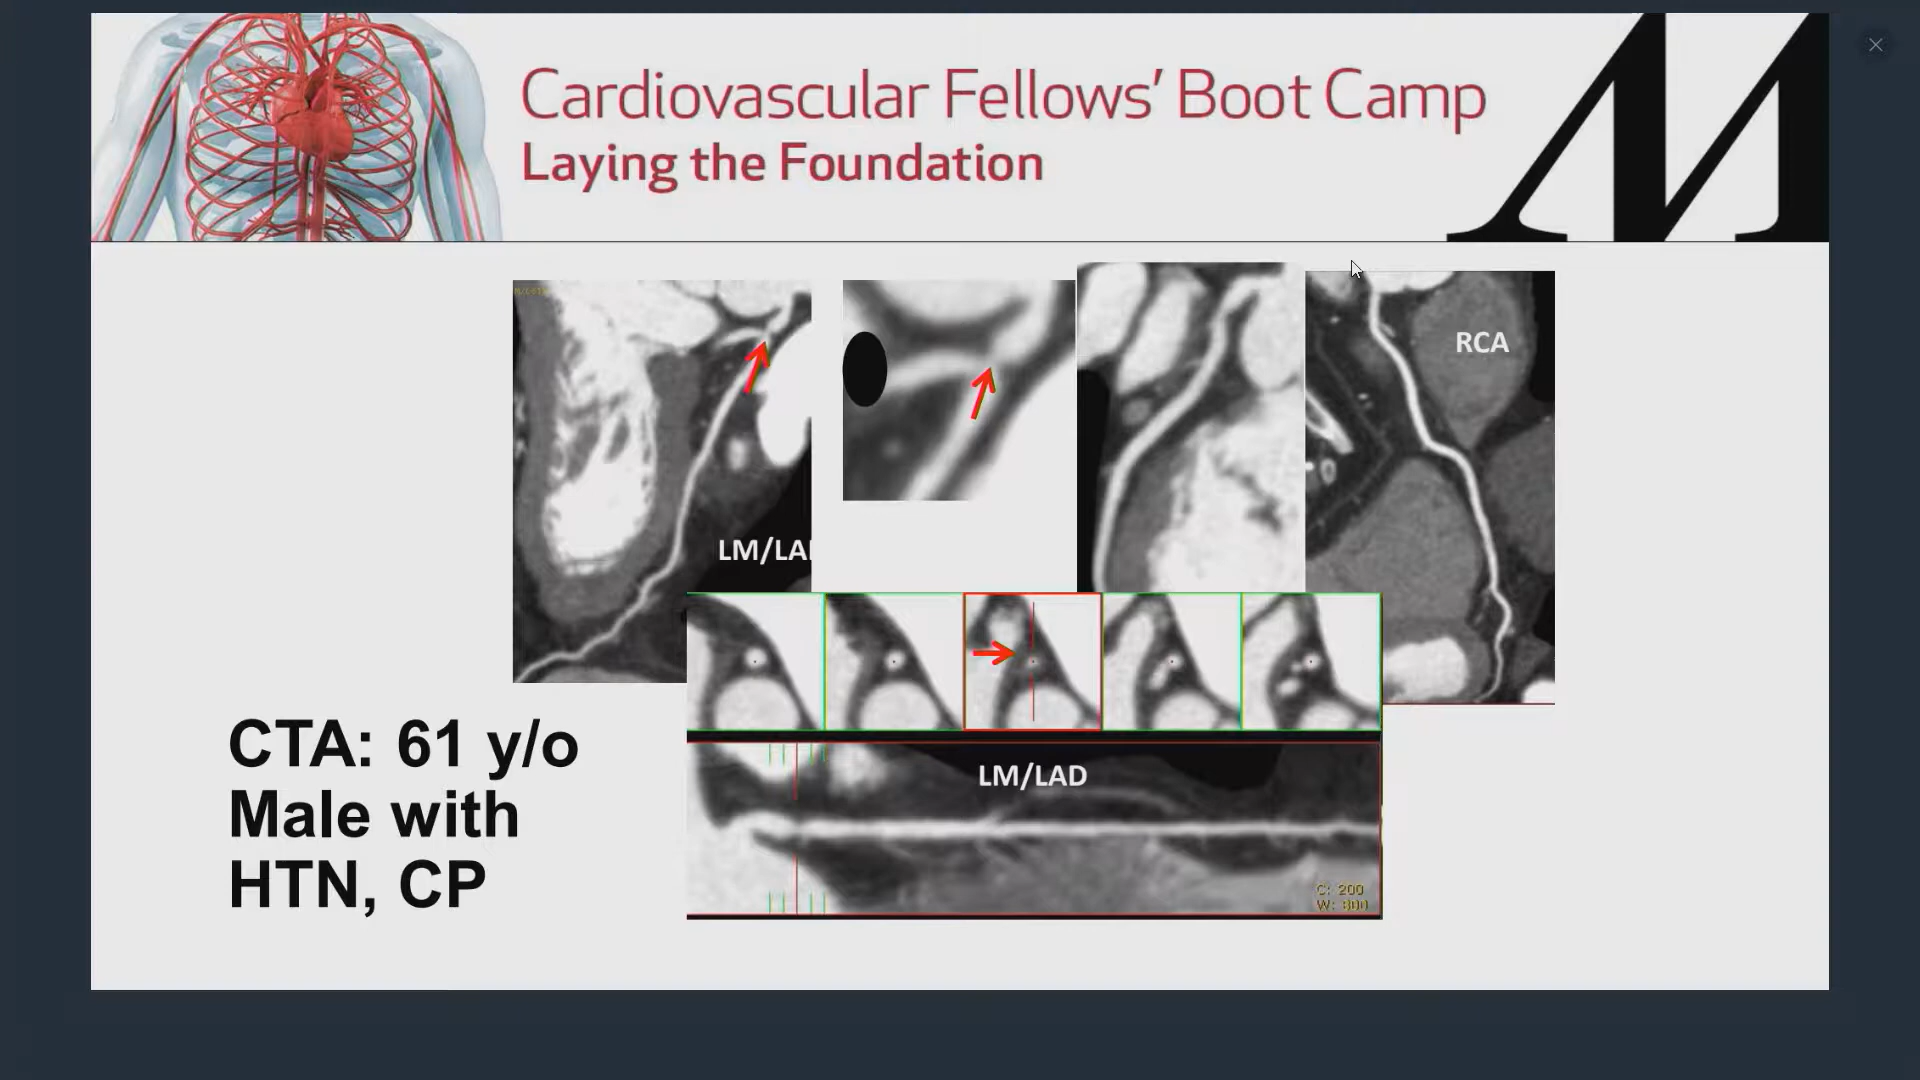 Cardiovascular Fellows’ Boot Camp
Laying the Foundation
M
RCA
LM/LA
LM/LAD
CTA: 61 y/o
Male with
HTN, CP
C: 200
W: 800